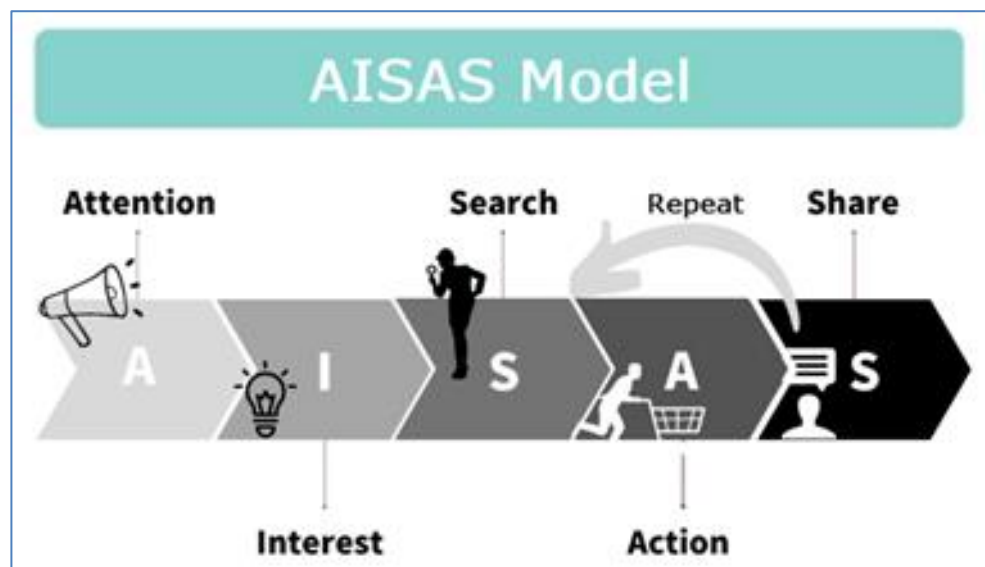 AISAS Model
Attention
Search
Repeat
Share
A
I
S
A
S
Interest
Action